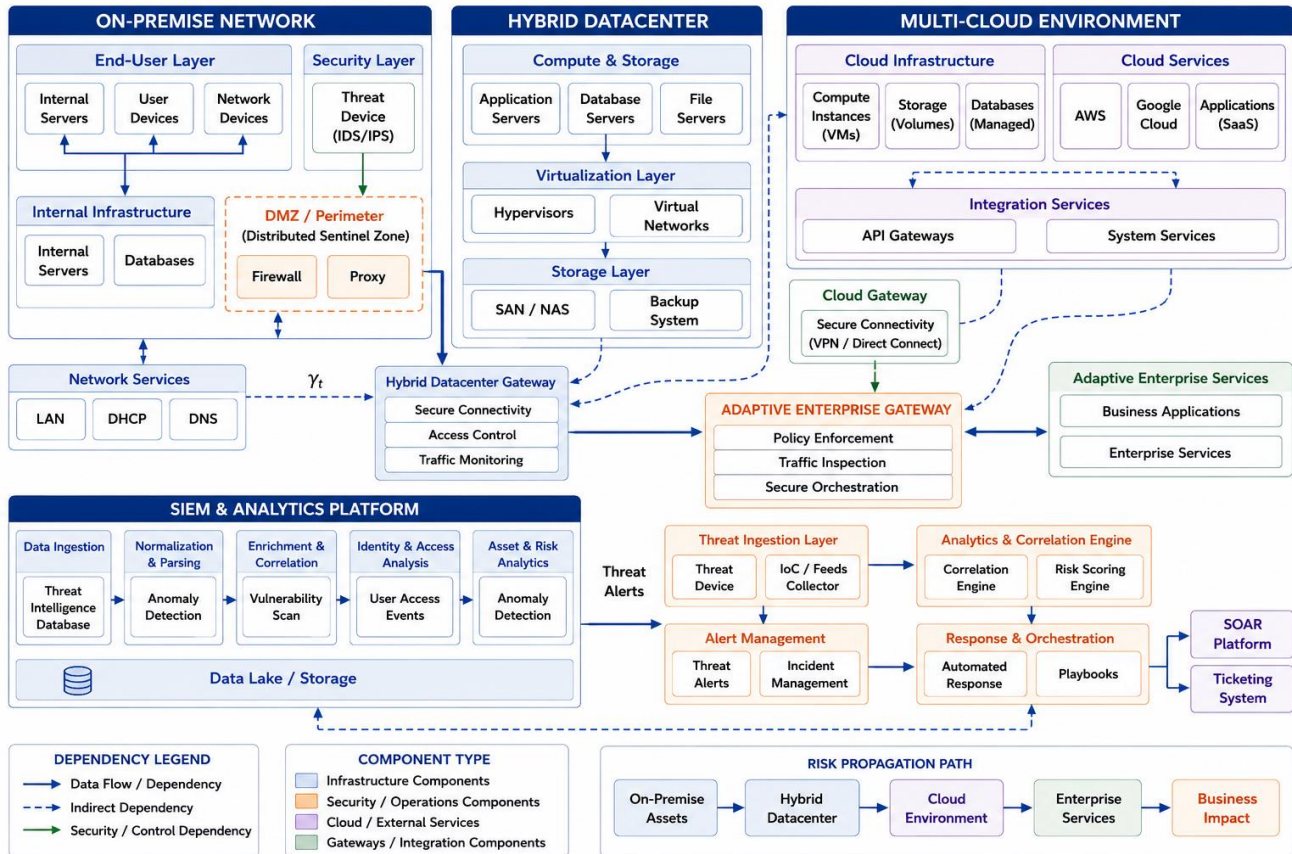 ON-PREMISE NETWORK
End-User Layer
Internal
Servers
User
Devices
Network
Devices
Security Layer
Threat
Device
(IDS/IPS)
Internal Infrastructure
Internal
Servers
Databases
DMZ / Perimeter
(Distributed Sentinel Zone)
Firewall
Proxy
Network Services
LAN
DHCP
DNS
γt
HYBRID DATACENTER
Compute & Storage
Application
Servers
Database
Servers
File
Servers
Virtualization Layer
Hypervisors
Virtual
Networks
Storage Layer
SAN / NAS
Backup
System
Hybrid Datacenter Gateway
Secure Connectivity
Access Control
Traffic Monitoring
MULTI-CLOUD ENVIRONMENT
Cloud Infrastructure
Compute
Instances
(VMs)
Storage
(Volumes)
Databases
(Managed)
Cloud Services
AWS
Google
Cloud
Applications
(SaaS)
Integration Services
API Gateways
System Services
Cloud Gateway
Secure Connectivity
(VPN / Direct Connect)
ADAPTIVE ENTERPRISE GATEWAY
Policy Enforcement
Traffic Inspection
Secure Orchestration
Adaptive Enterprise Services
Business Applications
Enterprise Services
SIEM & ANALYTICS PLATFORM
Data Ingestion
Threat
Intelligence
Database
Normalization
& Parsing
Anomaly
Detection
Enrichment &
Correlation
Vulnerability
Scan
Identity & Access
Analysis
User Access
Events
Asset & Risk
Analytics
Anomaly
Detection
Data Lake / Storage
Threat
Alerts
Threat Ingestion Layer
Threat
Device
IoC / Feeds
Collector
Analytics & Correlation Engine
Correlation
Engine
Risk Scoring
Engine
Alert Management
Threat
Alerts
Incident
Management
Response & Orchestration
Automated
Response
Playbooks
SOAR
Platform
Ticketing
System
DEPENDENCY LEGEND
Data Flow / Dependency
Indirect Dependency
Security / Control Dependency
COMPONENT TYPE
Infrastructure Components
Security / Operations Components
Cloud / External Services
Gateways / Integration Components
RISK PROPAGATION PATH
On-Premise
Assets
Hybrid
Datacenter
Cloud
Environment
Enterprise
Services
Business
Impact